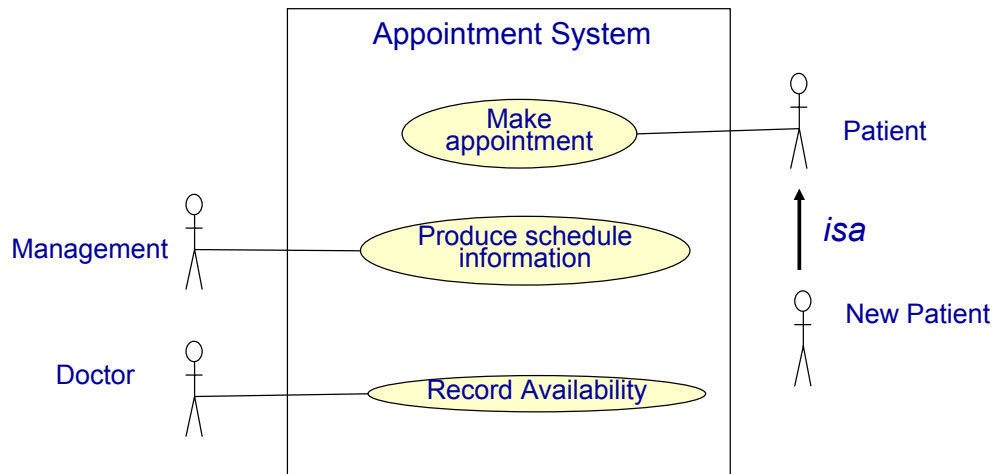 Appointment System
Make
appointment
Patient
Management
Produce schedule
information
isa
New Patient
Doctor
Record Availability